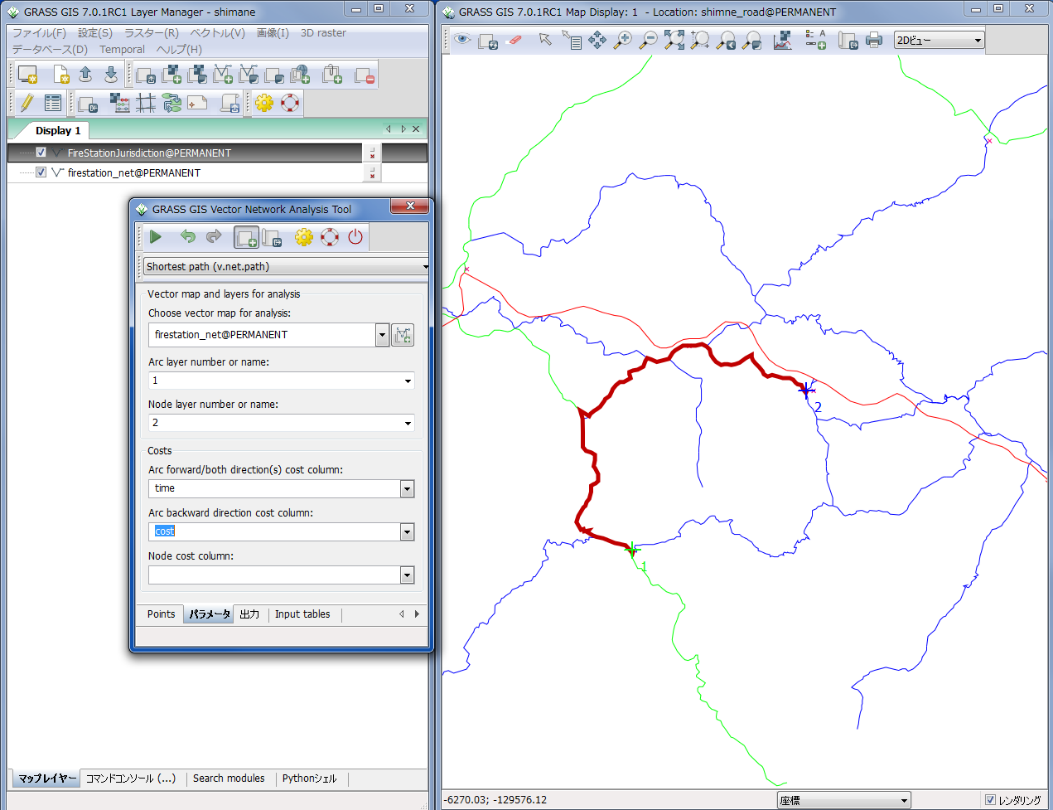 GRASS GIS 7.0.1RC1 Layer Manager - shimane
ファイル(F) 設定(S) ラスター(R) ベクトル(V) 画像(I) 3D raster
データベース(D) Temporal ヘルプ(H)
Display 1
FireStationJurisdiction@PERMANENT
firestation_net@PERMANENT
GRASS GIS Vector Network Analysis Tool
Shortest path (v.net.path)
Vector map and layers for analysis
Choose vector map for analysis:
firestation_net@PERMANENT
Arc layer number or name:
1
Node layer number or name:
2
Costs
Arc forward/both direction(s) cost column:
time
Arc backward direction cost column:
cost
Node cost column:
Points パラメータ 出力 Input tables
マップレイヤー コマンドコンソール (...) Search modules Pythonシェル
GRASS GIS 7.0.1RC1 Map Display: 1 - Location: shimne_road@PERMANENT
2Dビュー
2
1
-6270.03; -129576.12
座標
レンダリング